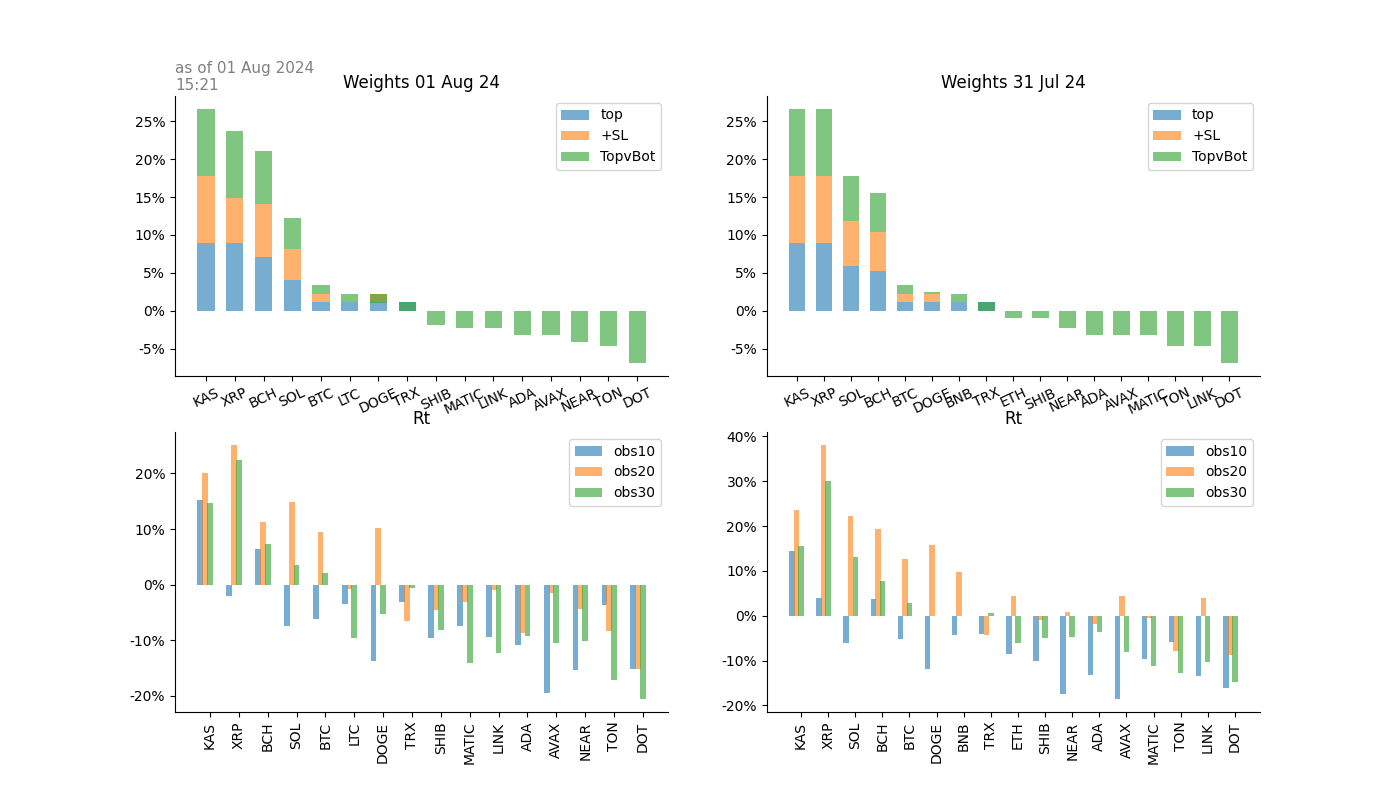 as of 01 Aug 2024
15:21
Weights 01 Aug 24
top
+SL
TopvBot
25%
20%
15%
10%
5%
0%
-5%
KAS XRP BCH SOL BTC LTC DOGE TRX SHIB MATIC LINK ADA AVAX NEAR TON DOT
Weights 31 Jul 24
top
+SL
TopvBot
25%
20%
15%
10%
5%
0%
-5%
KAS XRP SOL BCH BTC DOGE BNB TRX ETH SHIB NEAR ADA AVAX MATIC TON LINK DOT
Rt
obs10
obs20
obs30
20%
10%
0%
-10%
-20%
KAS XRP BCH SOL BTC LTC DOGE TRX SHIB MATIC LINK ADA AVAX NEAR TON DOT
Rt
obs10
obs20
obs30
40%
30%
20%
10%
0%
-10%
-20%
KAS XRP SOL BCH BTC DOGE BNB TRX ETH SHIB NEAR ADA AVAX MATIC TON LINK DOT